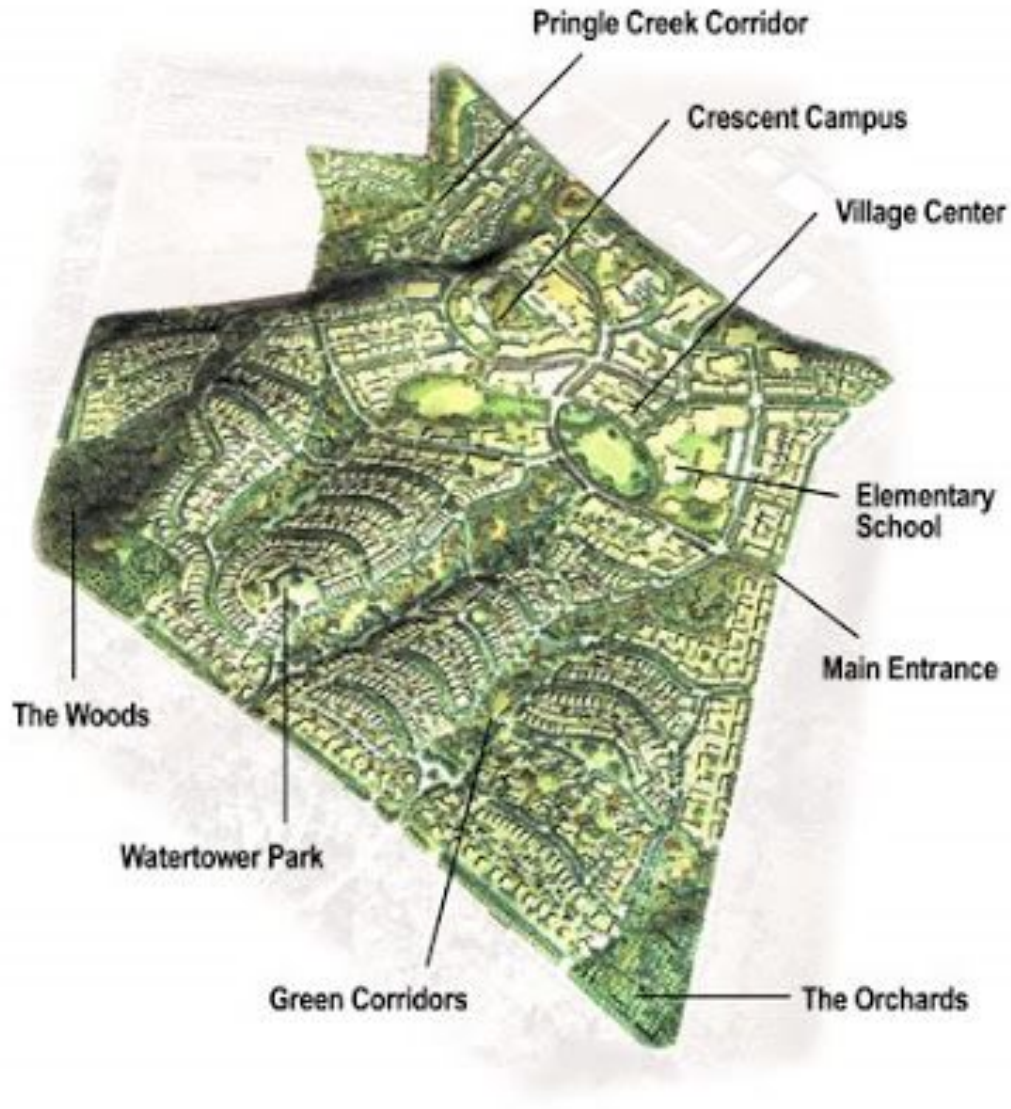 Pringle Creek Corridor
Crescent Campus
Village Center
Elementary
School
Main Entrance
The Woods
Watertower Park
Green Corridors
The Orchards